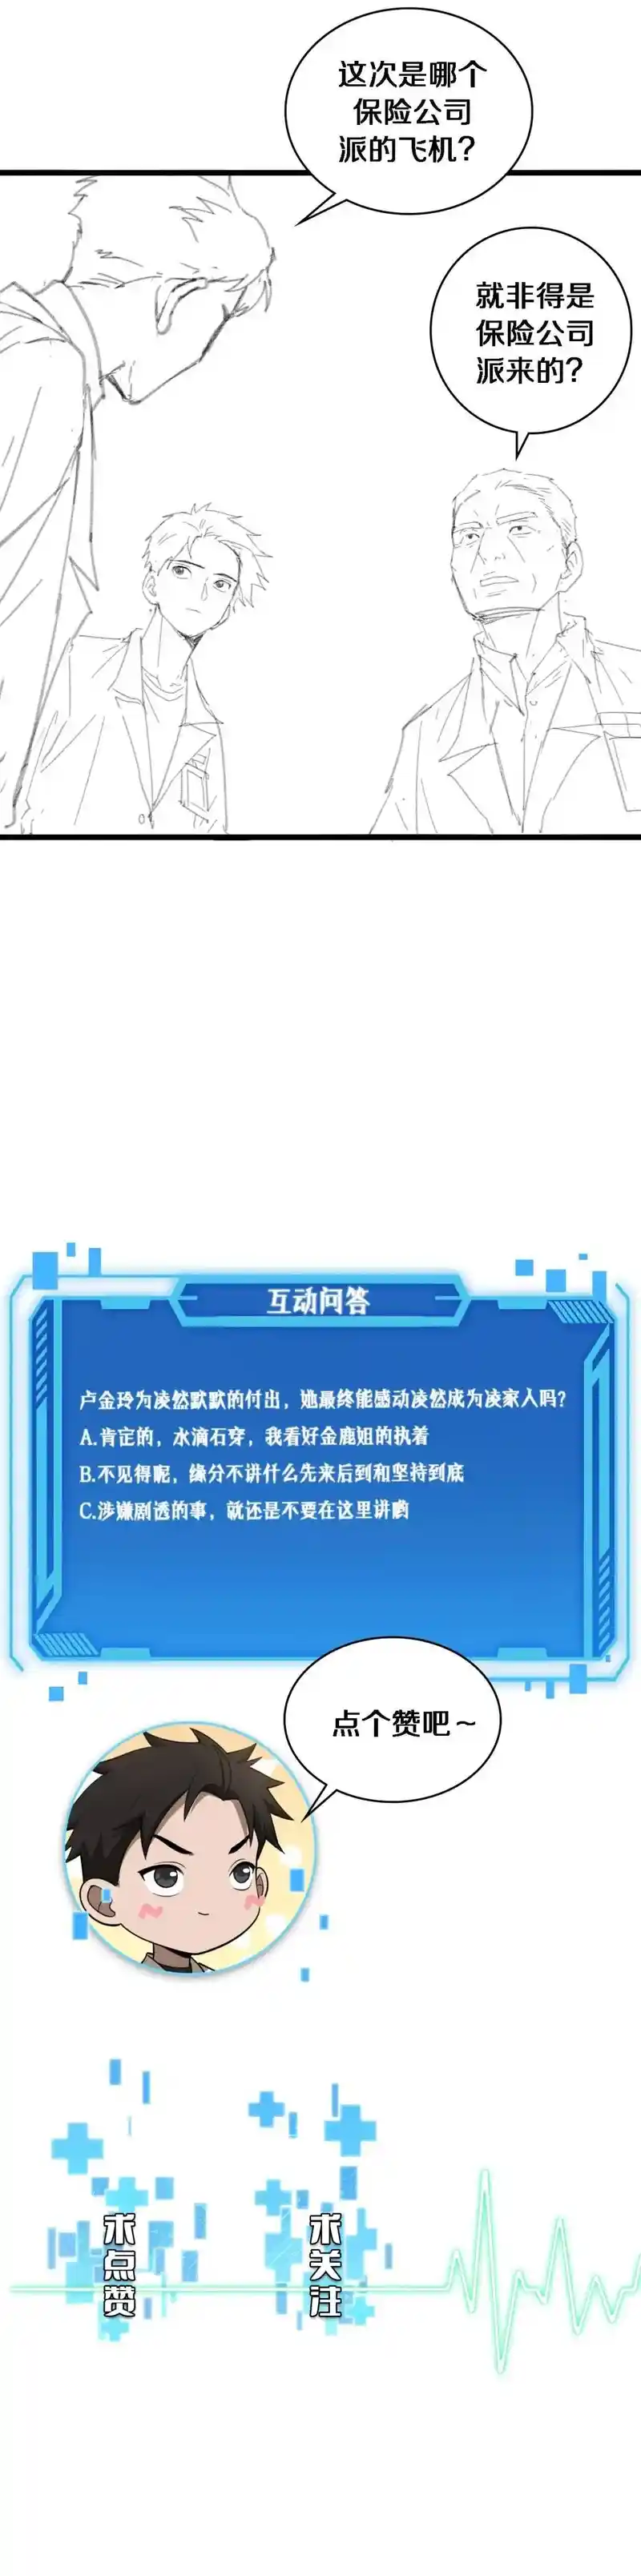 这次是哪个
保险公司
派的飞机？
就非得是
保险公司
派来的？
互动问答
卢金玲为凌然默默的付出，她最终能感动凌然成为凌家人吗？
A.肯定的，水滴石穿，我看好金鹿姐的执着
B.不见得呢，缘分不讲什么先来后到和坚持到底
C.涉嫌剧透的事，就还是不要在这里讲哟
点个赞吧～
求点赞
求关注